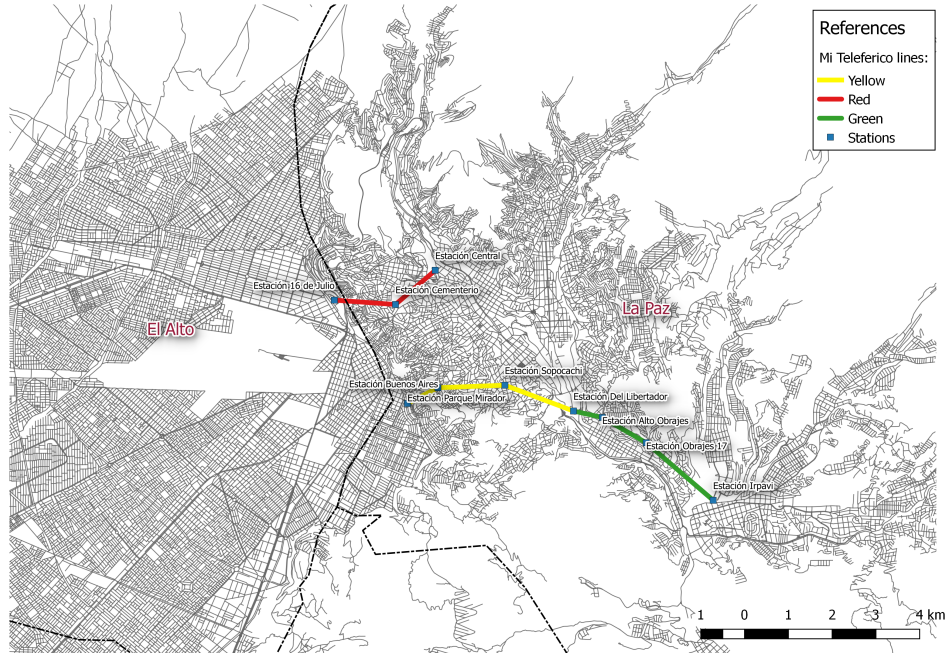 References
Mi Teleferico lines:
Yellow
Red
Green
Stations
Estación Central
Estación 16 de Julio
Estación Cementerio
El Alto
La Paz
Estación Sopocachi
Estación Buenos Aires
Estación Parque Mirador
Estación Del Libertador
Estación Alto Obrajes
Estación Obrajes 17
Estación Irpavi
1 0 1 2 3 4 km